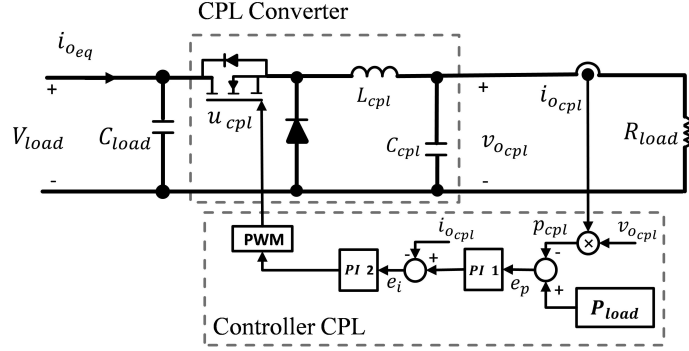 CPL Converter
i_{o_{eq}}
+
L_{cpl}
+
i_{o_{cpl}}
u_{cpl}
V_{load}
C_{load}
C_{cpl}
v_{o_{cpl}}
R_{load}
-
-
i_{o_{cpl}}
p_{cpl}
v_{o_{cpl}}
×
PWM
-
+
-
PI 2
e_i
PI 1
e_p
+
P_{load}
Controller CPL